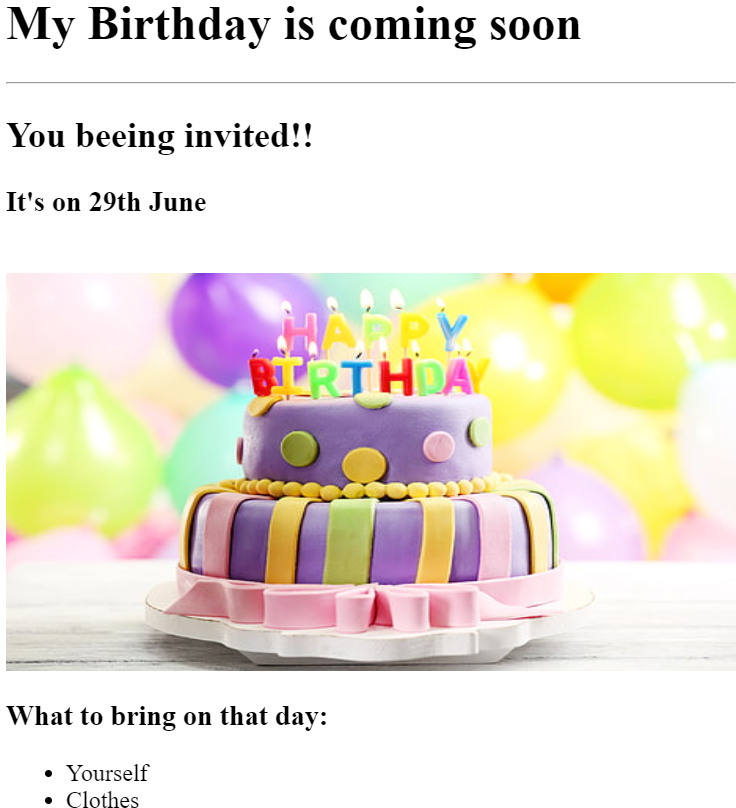 My Birthday is coming soon
You beeing invited!!
It's on 29th June
HAPPY
BIRTHDAY
What to bring on that day:
Yourself
Clothes